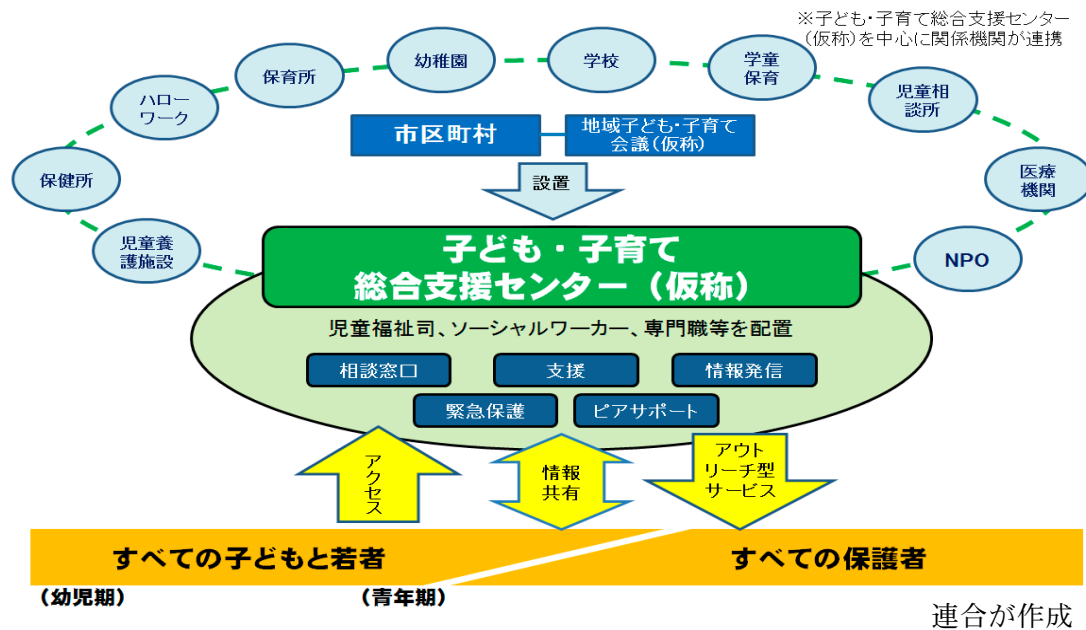 ※子ども・子育て総合支援センター
(仮称)を中心に関係機関が連携
幼稚園
学校
保育所
学童
保育
ハロー
ワーク
児童相
談所
市区町村
地域子ども・子育て
会議(仮称)
保健所
設置
医療
機関
児童養
護施設
NPO
子ども・子育て
総合支援センター(仮称)
児童福祉司、ソーシャルワーカー、専門職等を配置
相談窓口
支援
情報発信
緊急保護
ピアサポート
アクセス
情報
共有
アウト
リーチ型
サービス
すべての子どもと若者
すべての保護者
(幼児期)
(青年期)
連合が作成